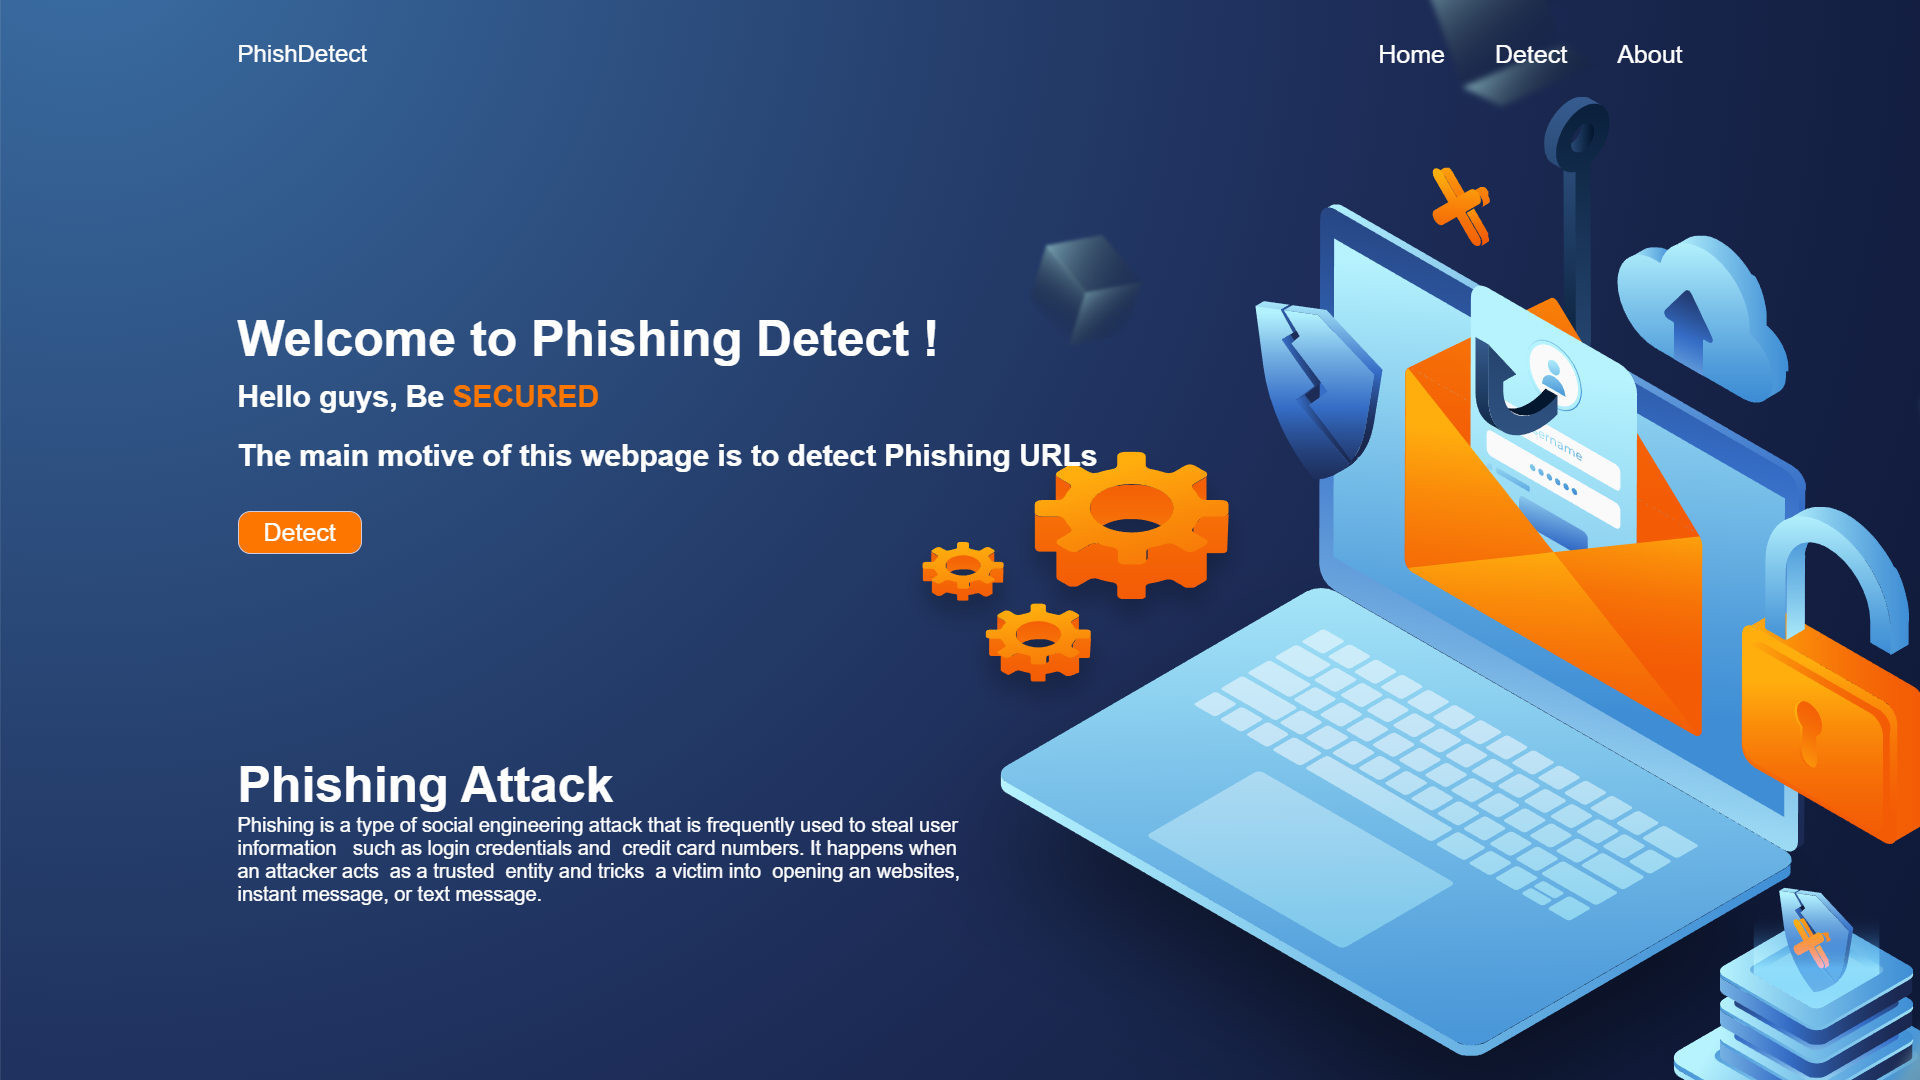 PhishDetect
Home Detect About
Welcome to Phishing Detect !
Hello guys, Be SECURED
The main motive of this webpage is to detect Phishing URLs
Detect
Phishing Attack
Phishing is a type of social engineering attack that is frequently used to steal user
information such as login credentials and credit card numbers. It happens when
an attacker acts as a trusted entity and tricks a victim into opening an websites,
instant message, or text message.